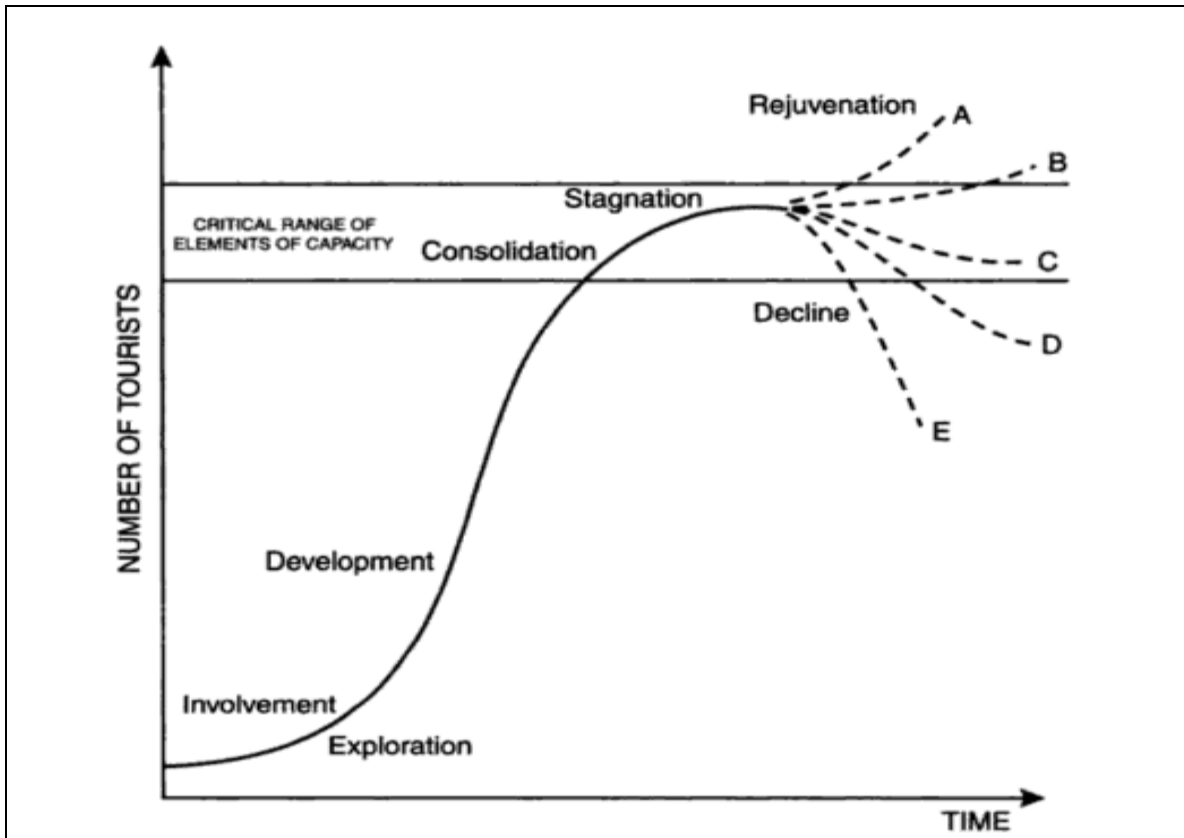 Rejuvenation
A
B
Stagnation
CRITICAL RANGE OF
ELEMENTS OF CAPACITY
Consolidation
C
Decline
D
E
NUMBER OF TOURISTS
Development
Involvement
Exploration
TIME